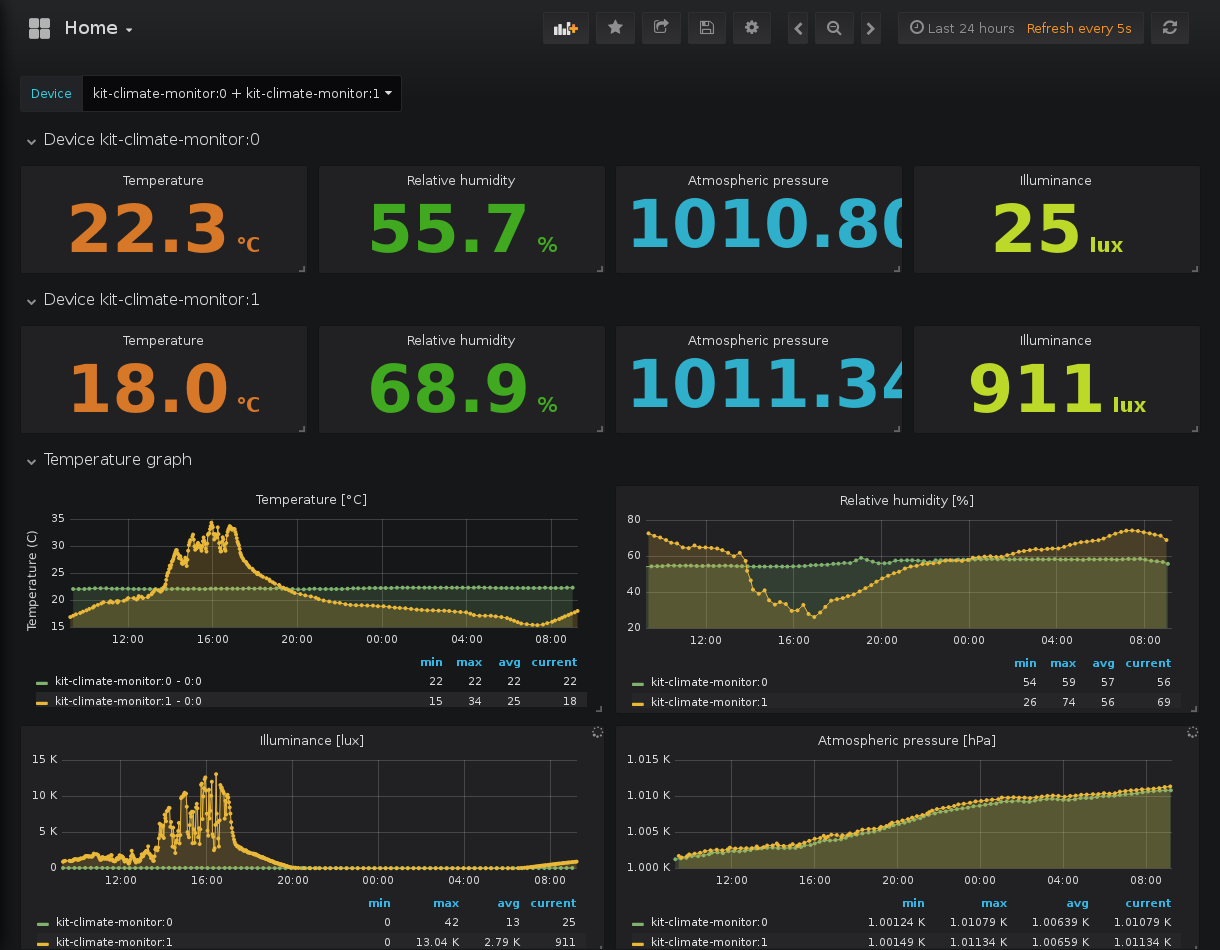 Home
Last 24 hours Refresh every 5s
Device kit-climate-monitor:0 + kit-climate-monitor:1
Device kit-climate-monitor:0
Temperature Relative humidity Atmospheric pressure Illuminance
22.3 °C 55.7 % 1010.80 25 lux
Device kit-climate-monitor:1
Temperature Relative humidity Atmospheric pressure Illuminance
18.0 °C 68.9 % 1011.34 911 lux
Temperature graph
Temperature [°C]
Temperature (C)
35
30
25
20
15
12:00 16:00 20:00 00:00 04:00 08:00
min max avg current
kit-climate-monitor:0 - 0:0 22 22 22 22
kit-climate-monitor:1 - 0:0 15 34 25 18
Relative humidity [%]
80
60
40
20
12:00 16:00 20:00 00:00 04:00 08:00
min max avg current
kit-climate-monitor:0 54 59 57 56
kit-climate-monitor:1 26 74 56 69
Illuminance [lux]
15 K
10 K
5 K
0
12:00 16:00 20:00 00:00 04:00 08:00
min max avg current
kit-climate-monitor:0 0 42 13 25
kit-climate-monitor:1 0 13.04 K 2.79 K 911
Atmospheric pressure [hPa]
1.015 K
1.010 K
1.005 K
1.000 K
12:00 16:00 20:00 00:00 04:00 08:00
min max avg current
kit-climate-monitor:0 1.00124 K 1.01079 K 1.00639 K 1.01079 K
kit-climate-monitor:1 1.00149 K 1.01134 K 1.00659 K 1.01134 K